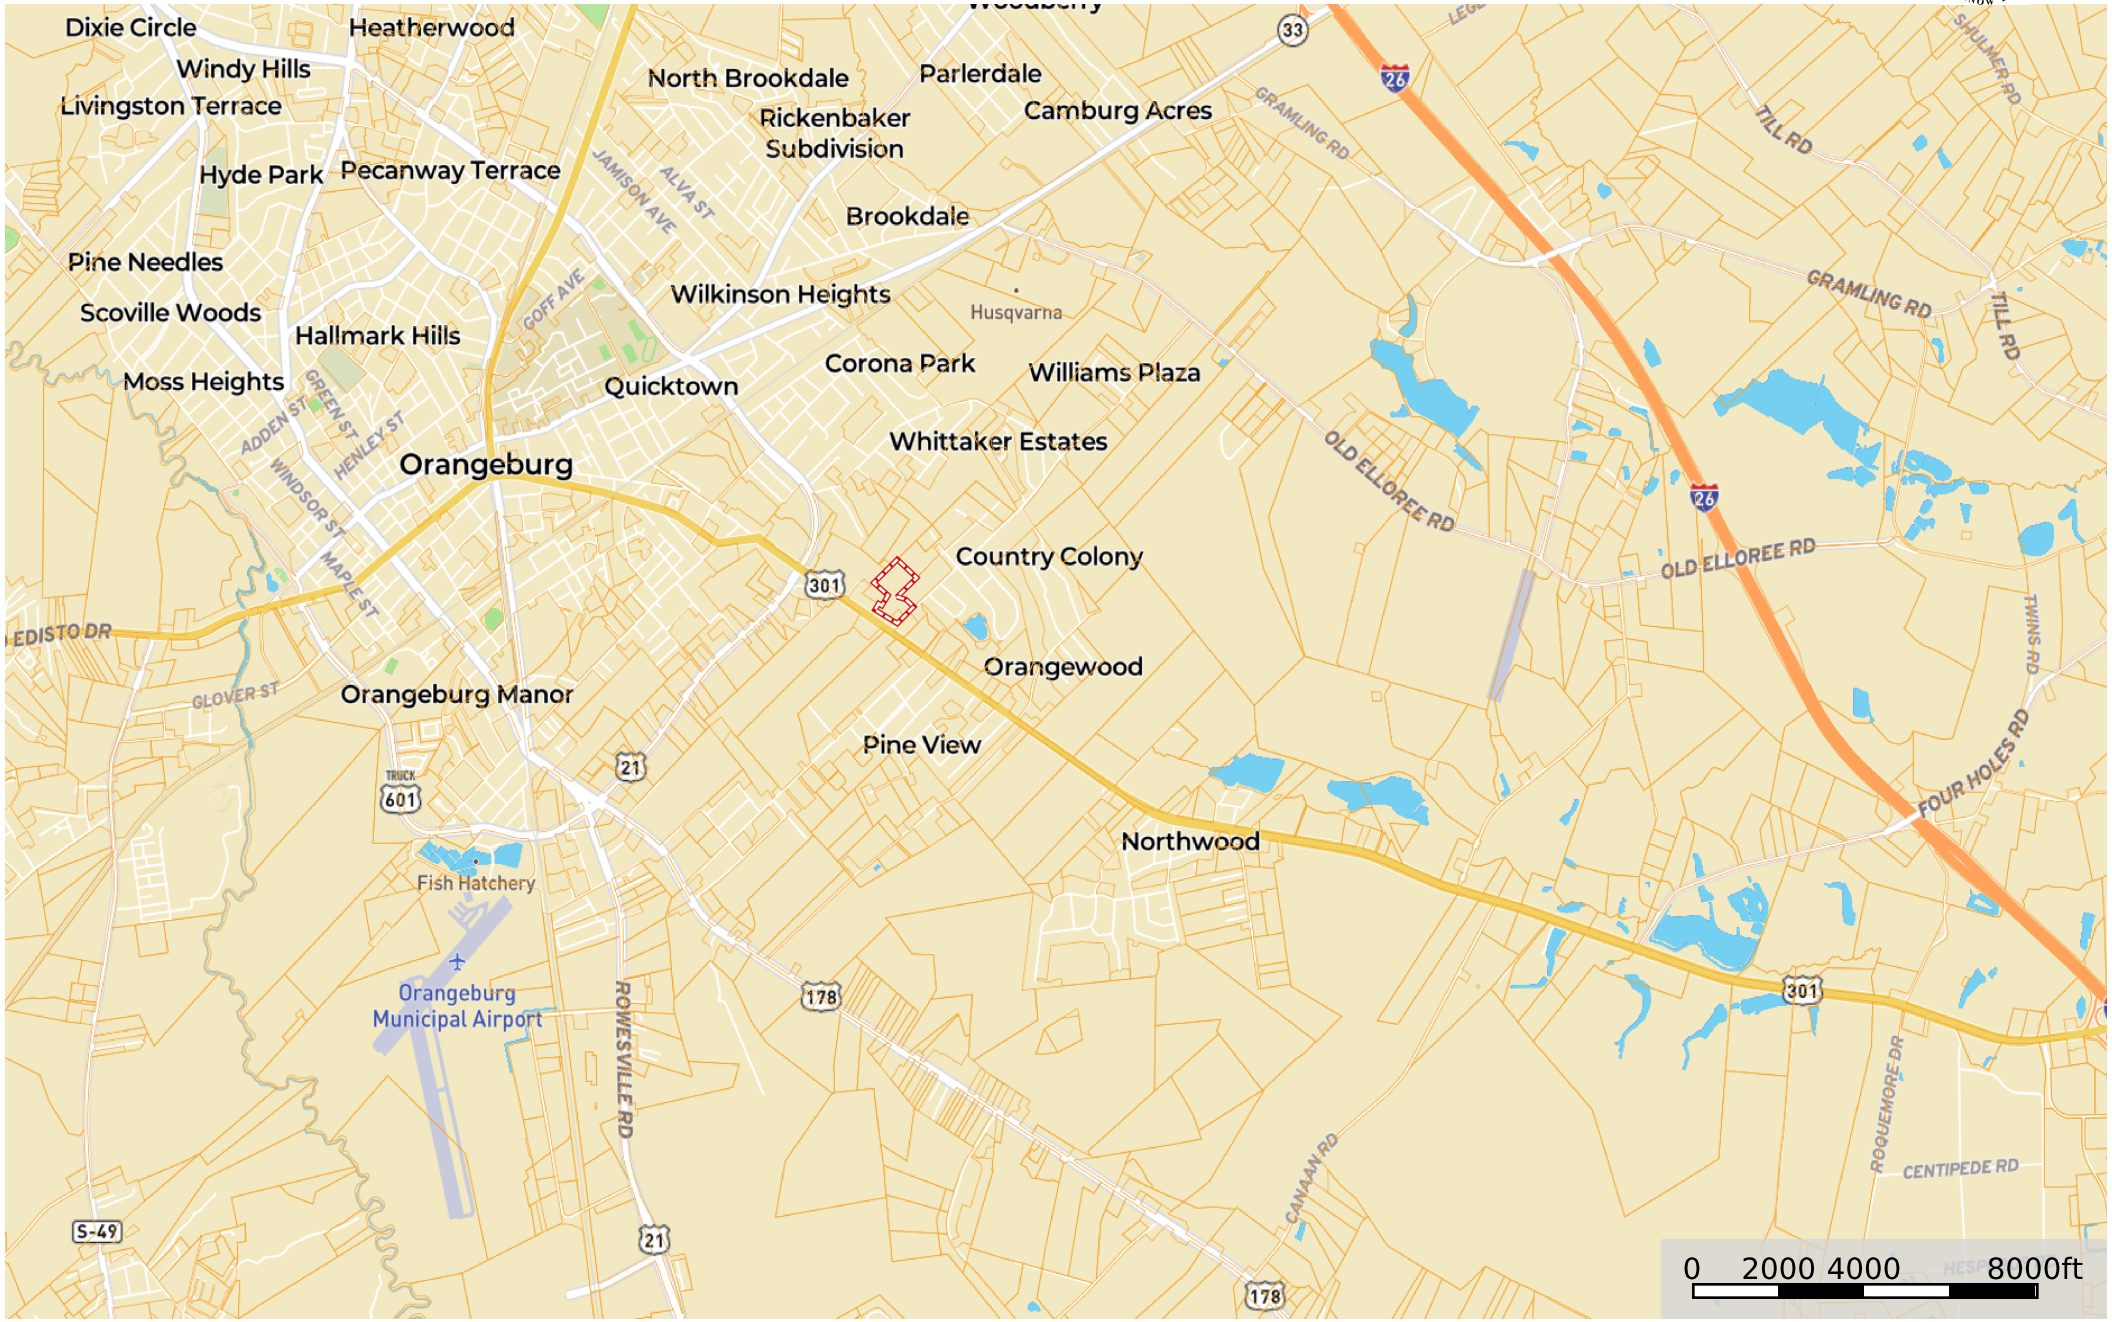 Woodberry
Dixie Circle
Heatherwood
33
SHULMER RD
Windy Hills
North Brookdale
Parlerdale
26
Livingston Terrace
Rickenbaker
Subdivision
Camburg Acres
GRAMLING RD
TILL RD
Hyde Park
Pecanway Terrace
JAMISON AVE
ALVA ST
Brookdale
Pine Needles
GOFF AVE
Wilkinson Heights
GRAMLING RD
Scoville Woods
Husqvarna
TILL RD
Hallmark Hills
Corona Park
Williams Plaza
Moss Heights
GREEN ST
Quicktown
ADDEN ST
HENLEY ST
Whittaker Estates
Orangeburg
OLD ELLOREE RD
26
WINDSOR ST
Country Colony
OLD ELLOREE RD
MAPLE ST
301
EDISTO DR
TWINS RD
Orangewood
GLOVER ST
Orangeburg Manor
Pine View
FOUR HOLES RD
21
TRUCK
601
Northwood
Fish Hatchery
Orangeburg
Municipal Airport
178
301
ROWESVILLE RD
ROQUEMORE DR
CANAAN RD
CENTIPEDE RD
S-49
21
178
0 2000 4000 8000ft